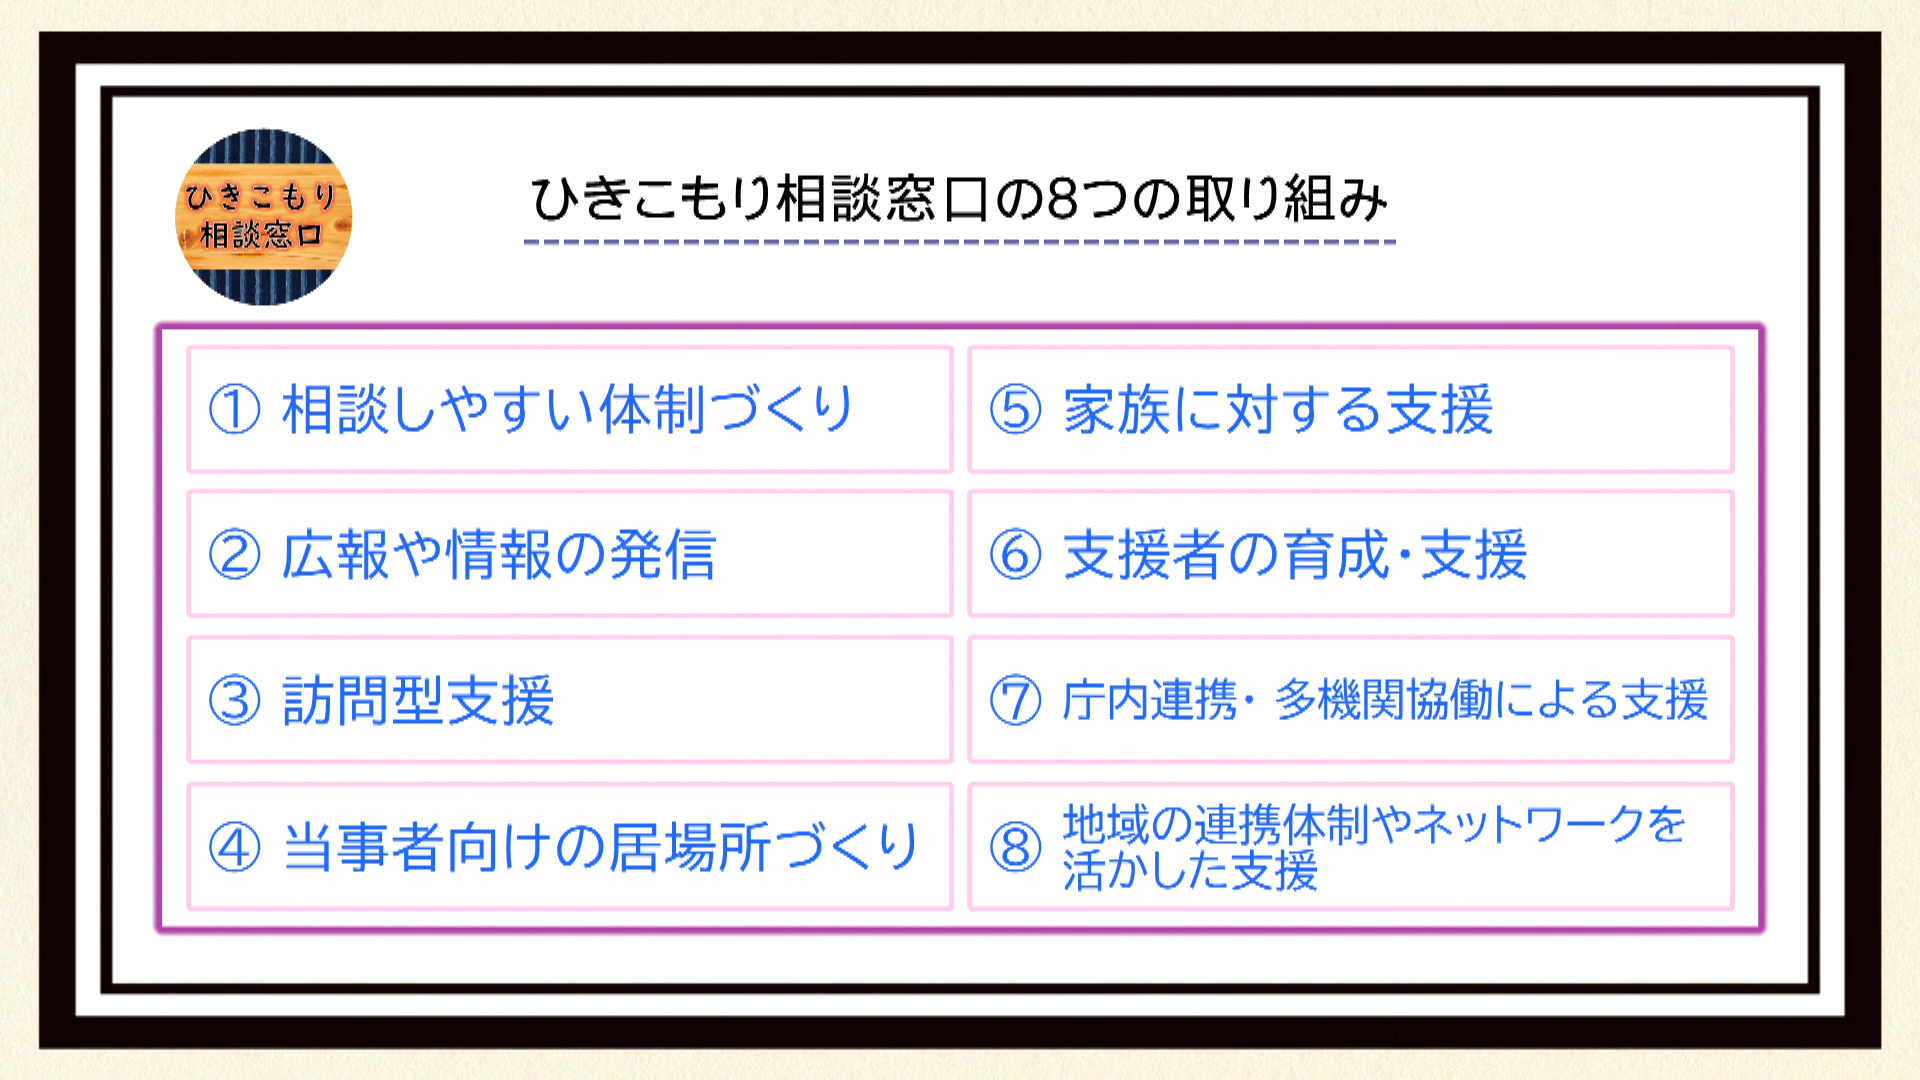 ひきこもり
相談窓口
ひきこもり相談窓口の8つの取り組み
① 相談しやすい体制づくり
② 広報や情報の発信
③ 訪問型支援
④ 当事者向けの居場所づくり
⑤ 家族に対する支援
⑥ 支援者の育成・支援
⑦ 庁内連携・ 多機関協働による支援
⑧ 地域の連携体制やネットワークを
活かした支援